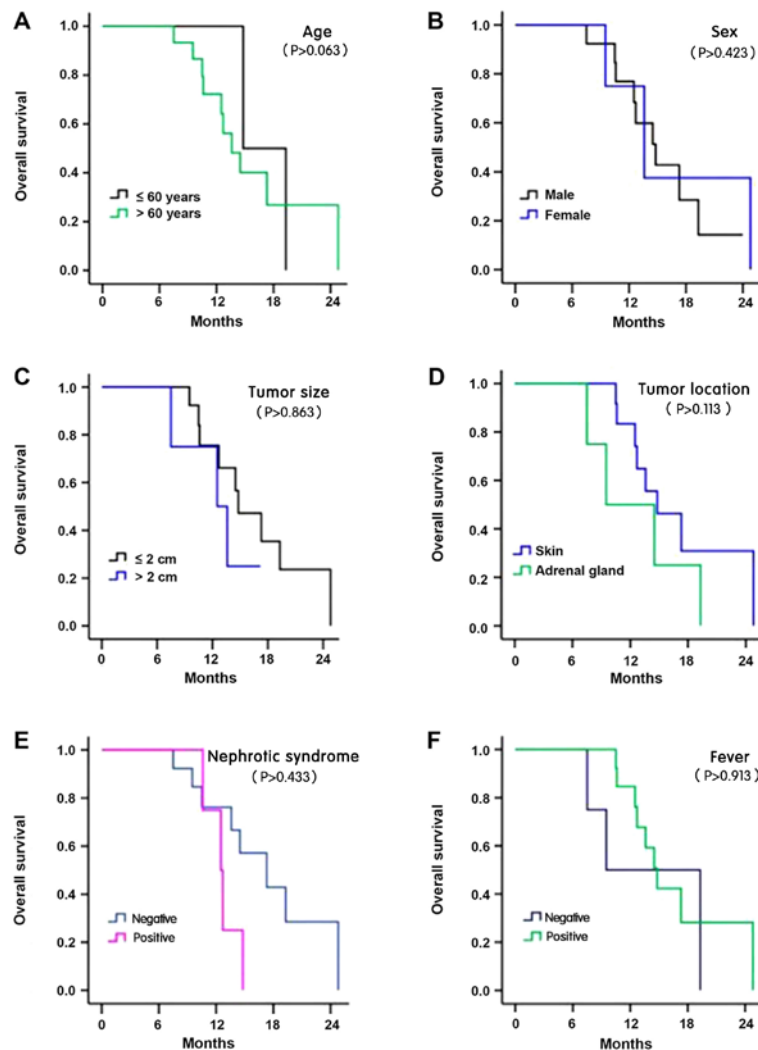 A
Age
(P>0.063)
Overall survival
1.0
0.8
0.6
0.4
0.2
0.0
≤ 60 years
> 60 years
0 6 12 18 24
Months
B
Sex
(P>0.423)
Overall survival
1.0
0.8
0.6
0.4
0.2
0.0
Male
Female
0 6 12 18 24
Months
C
Tumor size
(P>0.863)
Overall survival
1.0
0.8
0.6
0.4
0.2
0.0
≤ 2 cm
> 2 cm
0 6 12 18 24
Months
D
Tumor location
(P>0.113)
Overall survival
1.0
0.8
0.6
0.4
0.2
0.0
Skin
Adrenal gland
0 6 12 18 24
Months
E
Nephrotic syndrome
(P>0.433)
Overall survival
1.0
0.8
0.6
0.4
0.2
0.0
Negative
Positive
0 6 12 18 24
Months
F
Fever
(P>0.913)
Overall survival
1.0
0.8
0.6
0.4
0.2
0.0
Negative
Positive
0 6 12 18 24
Months